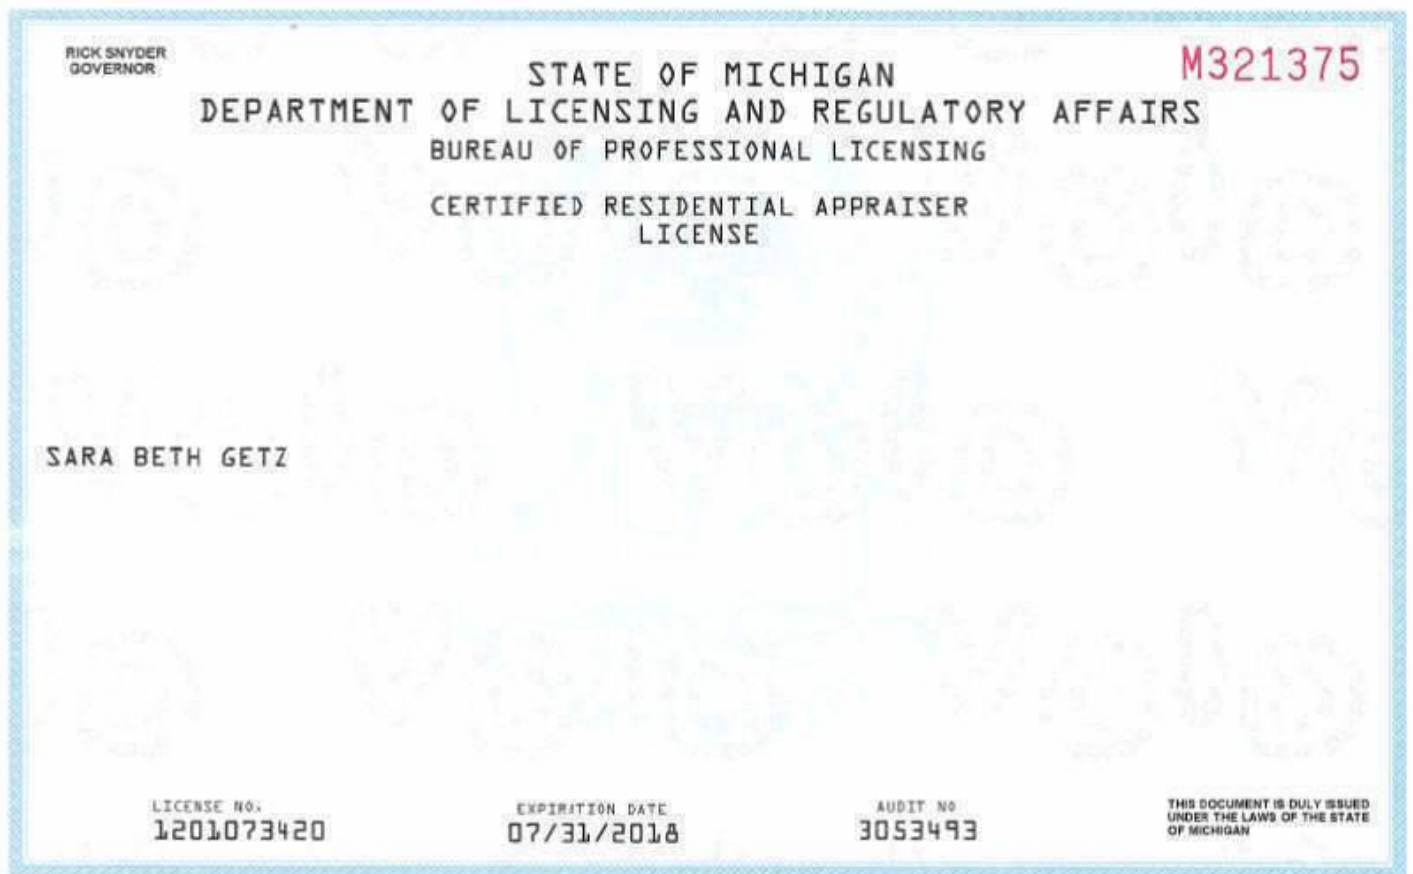 RICK SNYDER
GOVERNOR
M321375
STATE OF MICHIGAN
DEPARTMENT OF LICENSING AND REGULATORY AFFAIRS
BUREAU OF PROFESSIONAL LICENSING
CERTIFIED RESIDENTIAL APPRAISER
LICENSE
SARA BETH GETZ
LICENSE NO.
1201073420
EXPIRATION DATE
07/31/2018
AUDIT NO
3053493
THIS DOCUMENT IS DULY ISSUED
UNDER THE LAWS OF THE STATE
OF MICHIGAN